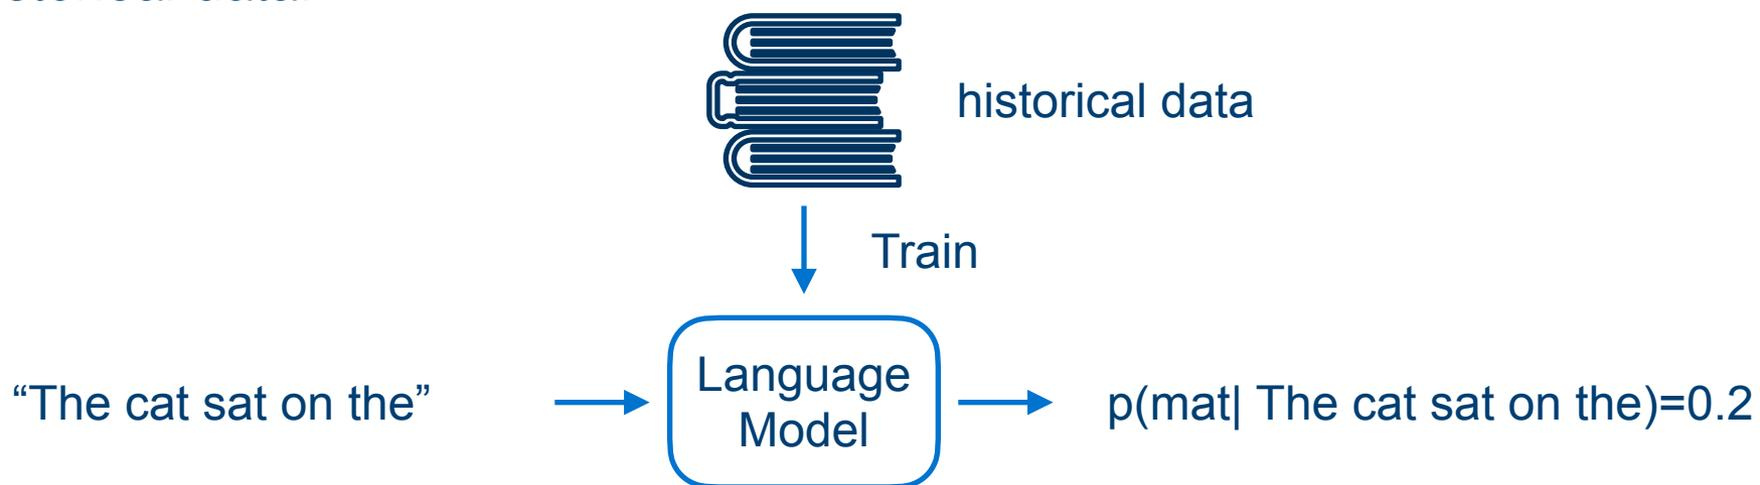 historical data
Train
Language
Model
“The cat sat on the”
p(mat| The cat sat on the)=0.2